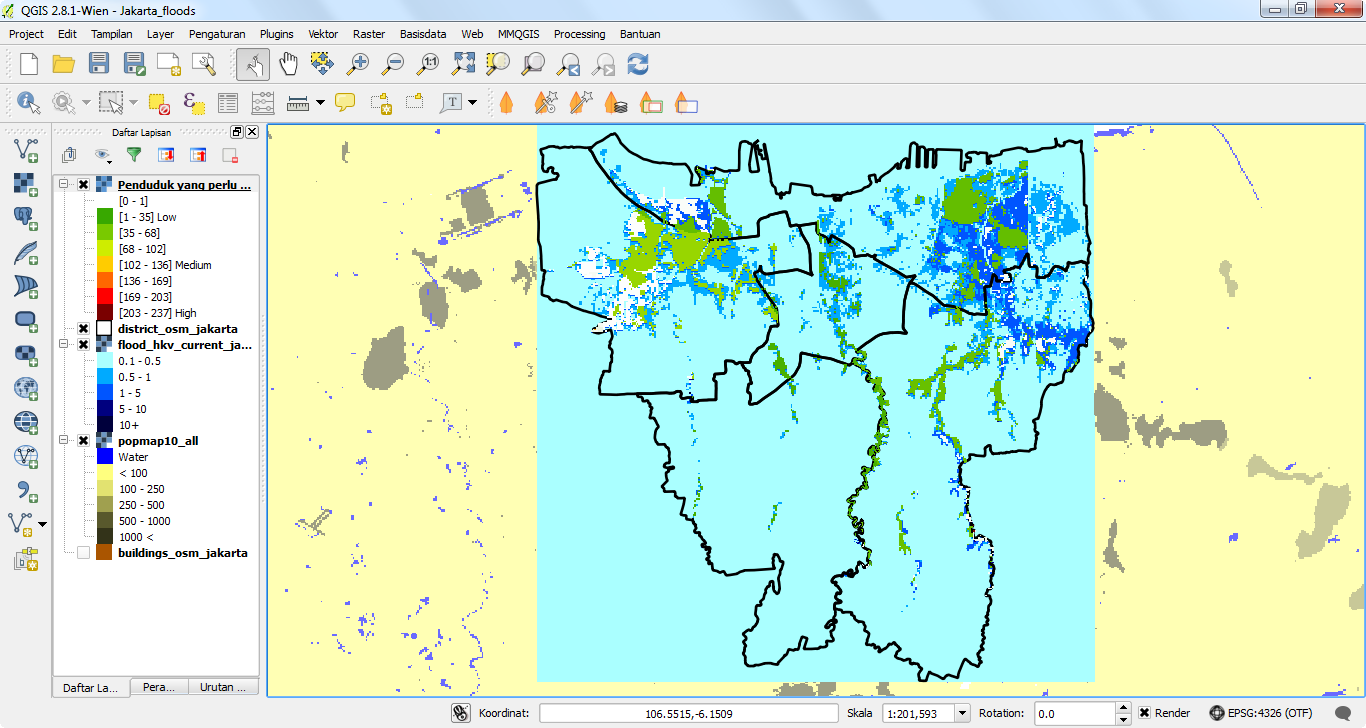 QGIS 2.8.1-Wien - Jakarta_floods
Project Edit Tampilan Layer Pengaturan Plugins Vektor Raster Basisdata Web MMQGIS Processing Bantuan
1:1
T
Daftar Lapisan
Penduduk yang perlu ...
[0 - 1]
[1 - 35] Low
[35 - 68]
[68 - 102]
[102 - 136] Medium
[136 - 169]
[169 - 203]
[203 - 237] High
district_osm_jakarta
flood_hkv_current_ja...
0.1 - 0.5
0.5 - 1
1 - 5
5 - 10
10+
popmap10_all
Water
< 100
100 - 250
250 - 500
500 - 1000
1000 <
buildings_osm_jakarta
Daftar La... Pera... Urutan ...
Koordinat: 106.5515,-6.1509 Skala 1:201,593 Rotation: 0.0 Render EPSG:4326 (OTF)